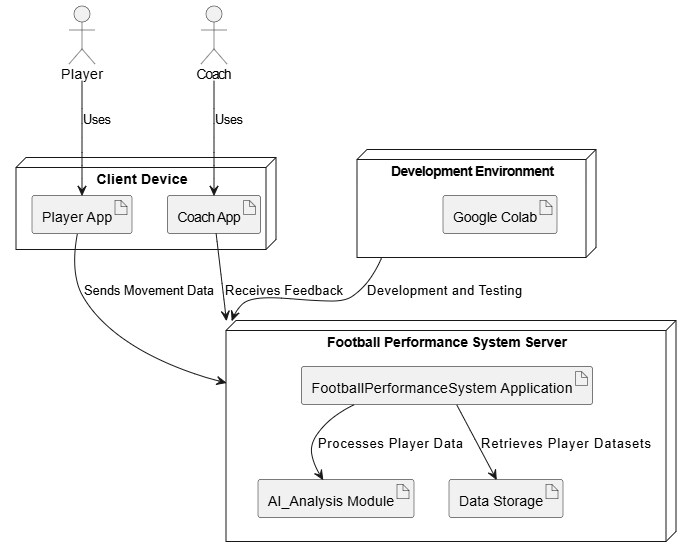 Player
Coach
Uses
Uses
Client Device
Development Environment
Player App
Coach App
Google Colab
Sends Movement Data
Receives Feedback
Development and Testing
Football Performance System Server
FootballPerformanceSystem Application
Processes Player Data
Retrieves Player Datasets
AI_Analysis Module
Data Storage